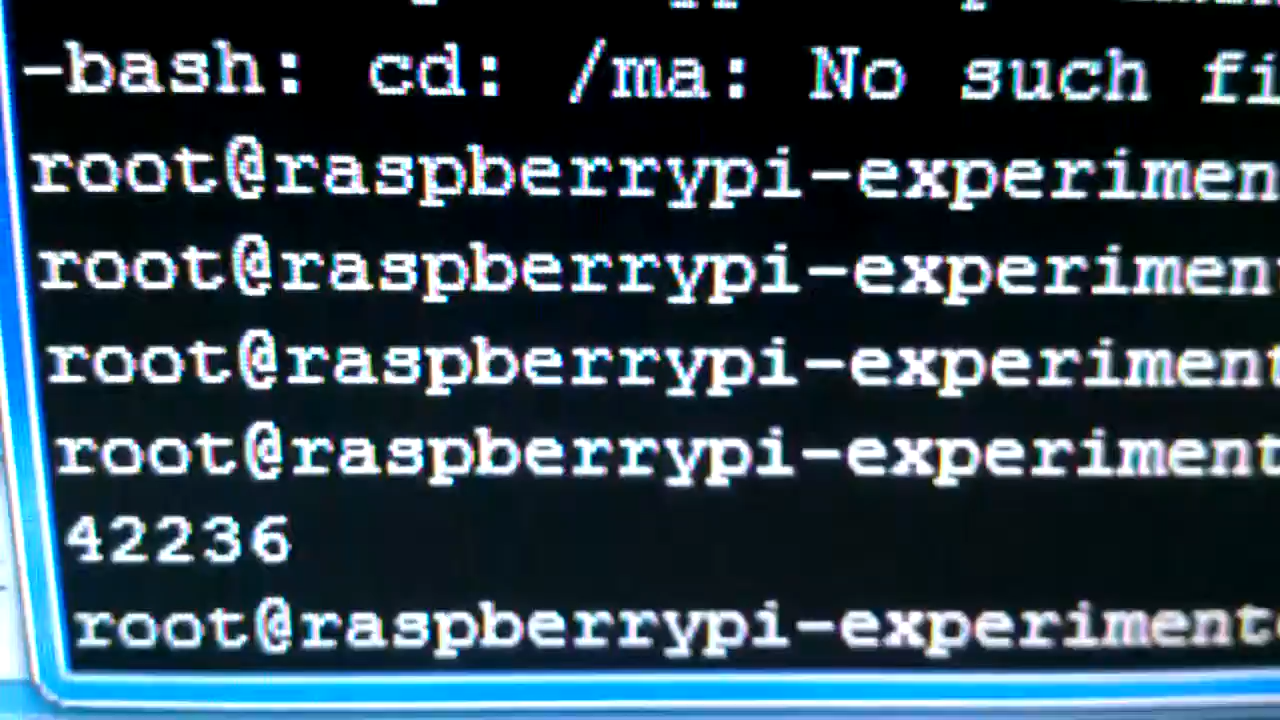 -bash: cd: /ma: No such fi
root@raspberrypi-experimen
root@raspberrypi-experiment
root@raspberrypi-experiment
root@raspberrypi-experiment
42236
root@raspberrypi-experiment